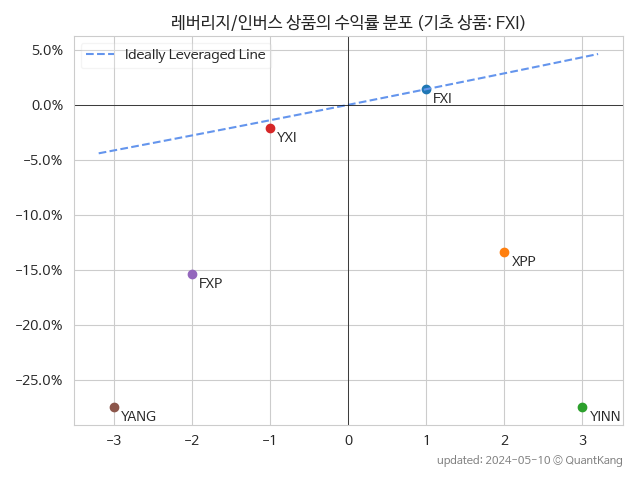 레버리지/인버스 상품의 수익률 분포 (기초 상품: FXI)
5.0%
Ideally Leveraged Line
FXI
0.0%
YXI
−5.0%
−10.0%
XPP
−15.0%
FXP
−20.0%
−25.0%
YANG
YINN
−3 −2 −1 0 1 2 3
updated: 2024-05-10 © QuantKang